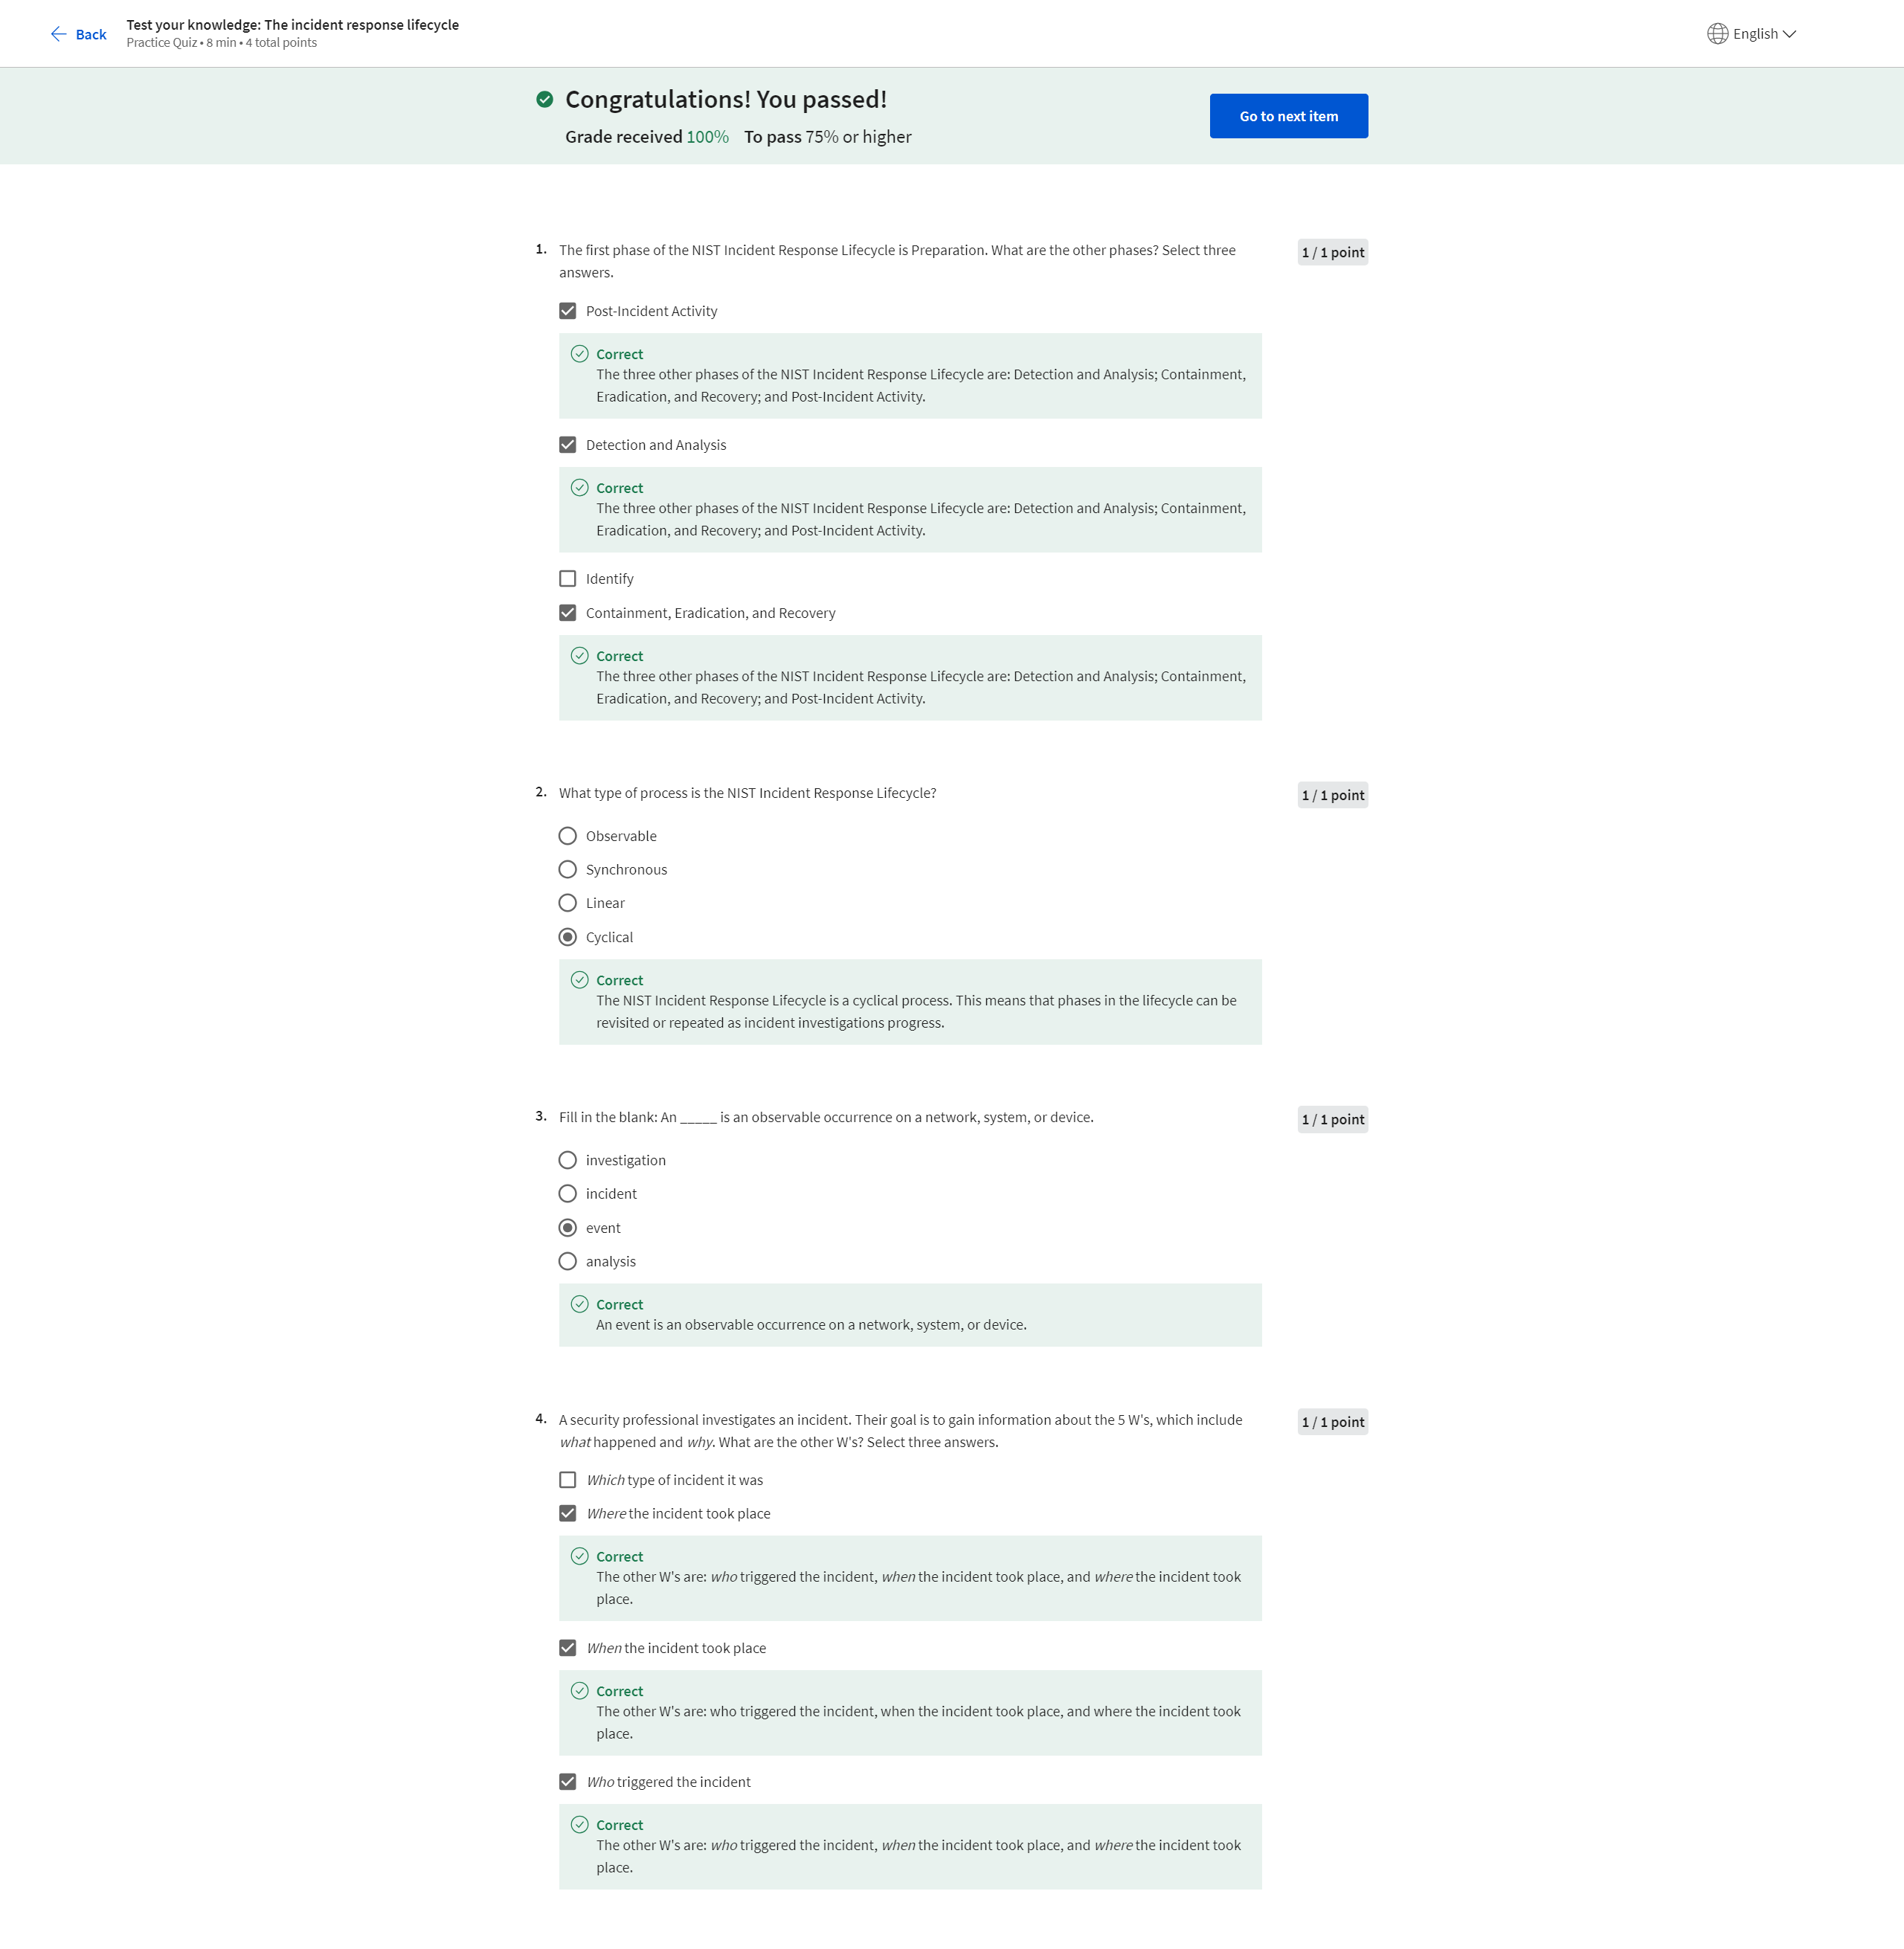 Back
Test your knowledge: The incident response lifecycle
Practice Quiz • 8 min • 4 total points
English
Congratulations! You passed!
Grade received 100% To pass 75% or higher
Go to next item
1. The first phase of the NIST Incident Response Lifecycle is Preparation. What are the other phases? Select three
answers.
1 / 1 point
Post-Incident Activity
Correct
The three other phases of the NIST Incident Response Lifecycle are: Detection and Analysis; Containment,
Eradication, and Recovery; and Post-Incident Activity.
Detection and Analysis
Correct
The three other phases of the NIST Incident Response Lifecycle are: Detection and Analysis; Containment,
Eradication, and Recovery; and Post-Incident Activity.
Identify
Containment, Eradication, and Recovery
Correct
The three other phases of the NIST Incident Response Lifecycle are: Detection and Analysis; Containment,
Eradication, and Recovery; and Post-Incident Activity.
2. What type of process is the NIST Incident Response Lifecycle?
1 / 1 point
Observable
Synchronous
Linear
Cyclical
Correct
The NIST Incident Response Lifecycle is a cyclical process. This means that phases in the lifecycle can be
revisited or repeated as incident investigations progress.
3. Fill in the blank: An _____ is an observable occurrence on a network, system, or device.
1 / 1 point
investigation
incident
event
analysis
Correct
An event is an observable occurrence on a network, system, or device.
4. A security professional investigates an incident. Their goal is to gain information about the 5 W's, which include
what happened and why. What are the other W's? Select three answers.
1 / 1 point
Which type of incident it was
Where the incident took place
Correct
The other W's are: who triggered the incident, when the incident took place, and where the incident took
place.
When the incident took place
Correct
The other W's are: who triggered the incident, when the incident took place, and where the incident took
place.
Who triggered the incident
Correct
The other W's are: who triggered the incident, when the incident took place, and where the incident took
place.